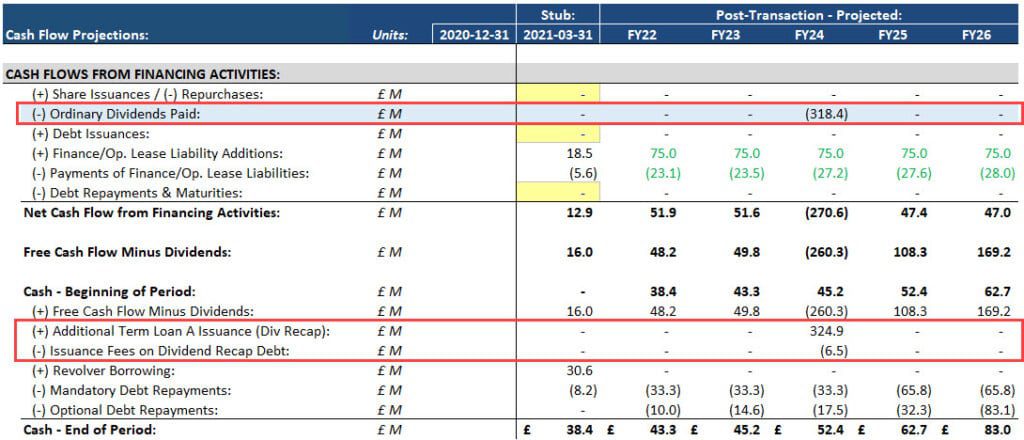 Stub: Post-Transaction - Projected:
Cash Flow Projections: Units: 2020-12-31 2021-03-31 FY22 FY23 FY24 FY25 FY26
CASH FLOWS FROM FINANCING ACTIVITIES:
(+) Share Issuances / (-) Repurchases: £ M - - - - - -
(-) Ordinary Dividends Paid: £ M - - - (318.4) - -
(+) Debt Issuances: £ M - - - - - -
(+) Finance/Op. Lease Liability Additions: £ M 18.5 75.0 75.0 75.0 75.0 75.0
(-) Payments of Finance/Op. Lease Liabilities: £ M (5.6) (23.1) (23.5) (27.2) (27.6) (28.0)
(-) Debt Repayments & Maturities: £ M - - - - - -
Net Cash Flow from Financing Activities: £ M 12.9 51.9 51.6 (270.6) 47.4 47.0
Free Cash Flow Minus Dividends: £ M 16.0 48.2 49.8 (260.3) 108.3 169.2
Cash - Beginning of Period: £ M - 38.4 43.3 45.2 52.4 62.7
(+) Free Cash Flow Minus Dividends: £ M 16.0 48.2 49.8 (260.3) 108.3 169.2
(+) Additional Term Loan A Issuance (Div Recap): £ M - - - 324.9 - -
(-) Issuance Fees on Dividend Recap Debt: £ M - - - (6.5) - -
(+) Revolver Borrowing: £ M 30.6 - - - - -
(-) Mandatory Debt Repayments: £ M (8.2) (33.3) (33.3) (33.3) (65.8) (65.8)
(-) Optional Debt Repayments: £ M - (10.0) (14.6) (17.5) (32.3) (83.1)
Cash - End of Period: £ M £ 38.4 £ 43.3 £ 45.2 £ 52.4 £ 62.7 £ 83.0